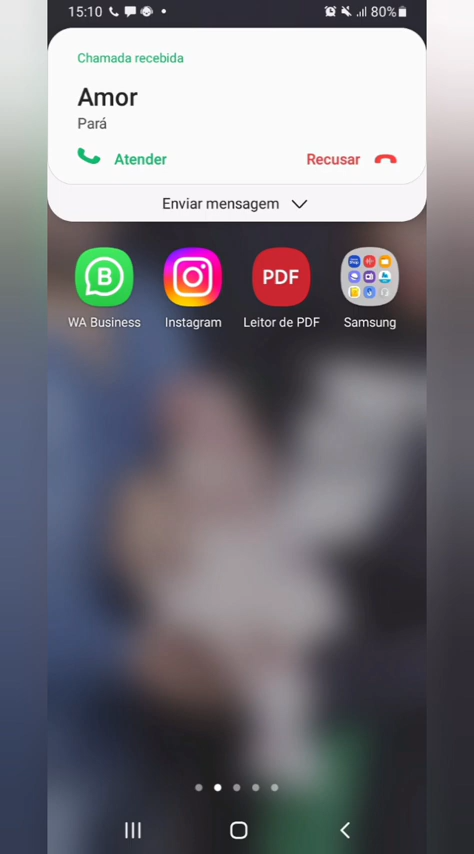 15:10 80%
Chamada recebida
Amor
Pará
Atender Recusar
Enviar mensagem
B
PDF
WA Business Instagram Leitor de PDF Samsung